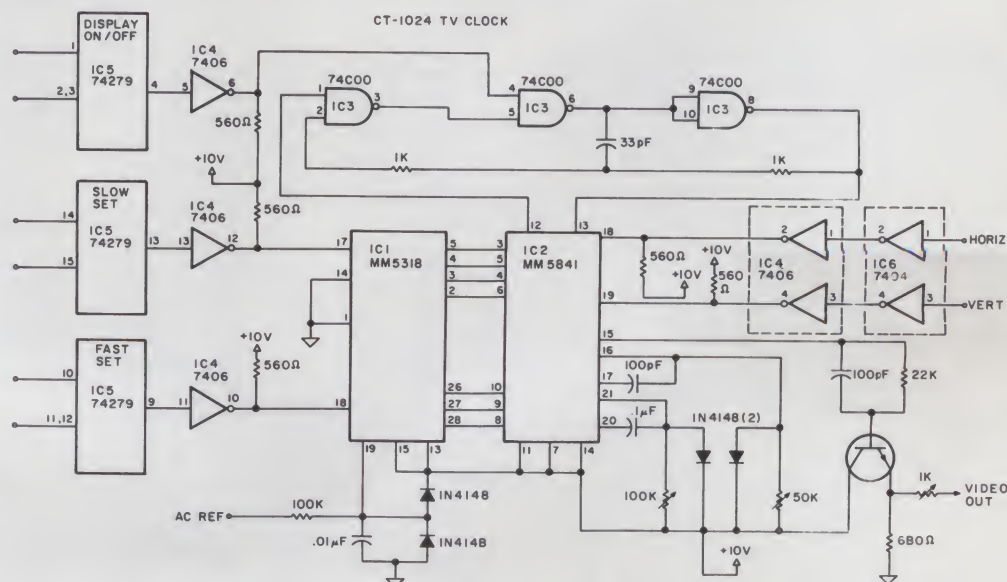 CT-1024 TV CLOCK
DISPLAY
ON/OFF
IC5
74279
1
2,3
4
IC4
7406
5
6
560Ω
+10V
560Ω
SLOW
SET
IC5
74279
14
15
13
IC4
7406
13
12
FAST
SET
IC5
74279
10
11,12
9
IC4
7406
11
10
+10V
560Ω
74C00
IC3
1
2
3
74C00
IC3
4
5
6
74C00
IC3
9
10
8
33pF
1K
1K
IC1
MM5318
17
14
1
18
5
4
3
2
26
27
28
19
15
13
IC2
MM5841
12
13
3
5
4
6
10
9
8
18
19
15
16
17
21
20
11
7
14
560Ω
+10V
+10V
560
Ω
IC4
7406
2
1
4
3
IC6
7404
2
1
4
3
HORIZ
VERT
100pF
.1µF
1N4148(2)
100K
50K
+10V
100pF
22K
1K
VIDEO
OUT
680Ω
AC REF
100K
.01µF
1N4148
1N4148